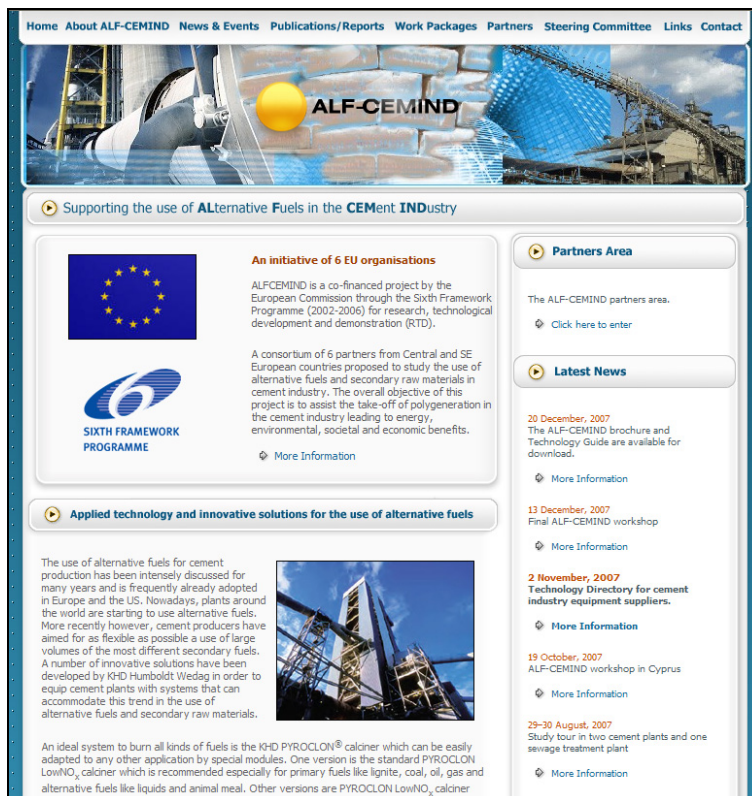 Home About ALF-CEMIND News & Events Publications/Reports Work Packages Partners Steering Committee Links Contact
ALF-CEMIND
Supporting the use of ALternative Fuels in the CEMent INDustry
An initiative of 6 EU organisations
ALFCEMIND is a co-financed project by the
European Commission through the Sixth Framework
Programme (2002-2006) for research, technological
development and demonstration (RTD).
A consortium of 6 partners from Central and SE
European countries proposed to study the use of
alternative fuels and secondary raw materials in
cement industry. The overall objective of this
project is to assist the take-off of polygeneration in
the cement industry leading to energy,
environmental, societal and economic benefits.
More Information
6
SIXTH FRAMEWORK
PROGRAMME
Applied technology and innovative solutions for the use of alternative fuels
The use of alternative fuels for cement
production has been intensely discussed for
many years and is frequently already adopted
in Europe and the US. Nowadays, plants around
the world are starting to use alternative fuels.
More recently however, cement producers have
aimed for as flexible as possible a use of large
volumes of the most different secondary fuels.
A number of innovative solutions have been
developed by KHD Humboldt Wedag in order to
equip cement plants with systems that can
accommodate this trend in the use of
alternative fuels and secondary raw materials.
An ideal system to burn all kinds of fuels is the KHD PYROCLON® calciner which can be easily
adapted to any other application by special modules. One version is the standard PYROCLON
LowNOx calciner which is recommended especially for primary fuels like lignite, coal, oil, gas and
alternative fuels like liquids and animal meal. Other versions are PYROCLON LowNOx calciner
Partners Area
The ALF-CEMIND partners area.
Click here to enter
Latest News
20 December, 2007
The ALF-CEMIND brochure and
Technology Guide are available for
download.
More Information
13 December, 2007
Final ALF-CEMIND workshop
More Information
2 November, 2007
Technology Directory for cement
industry equipment suppliers.
More Information
19 October, 2007
ALF-CEMIND workshop in Cyprus
More Information
29-30 August, 2007
Study tour in two cement plants and one
sewage treatment plant
More Information